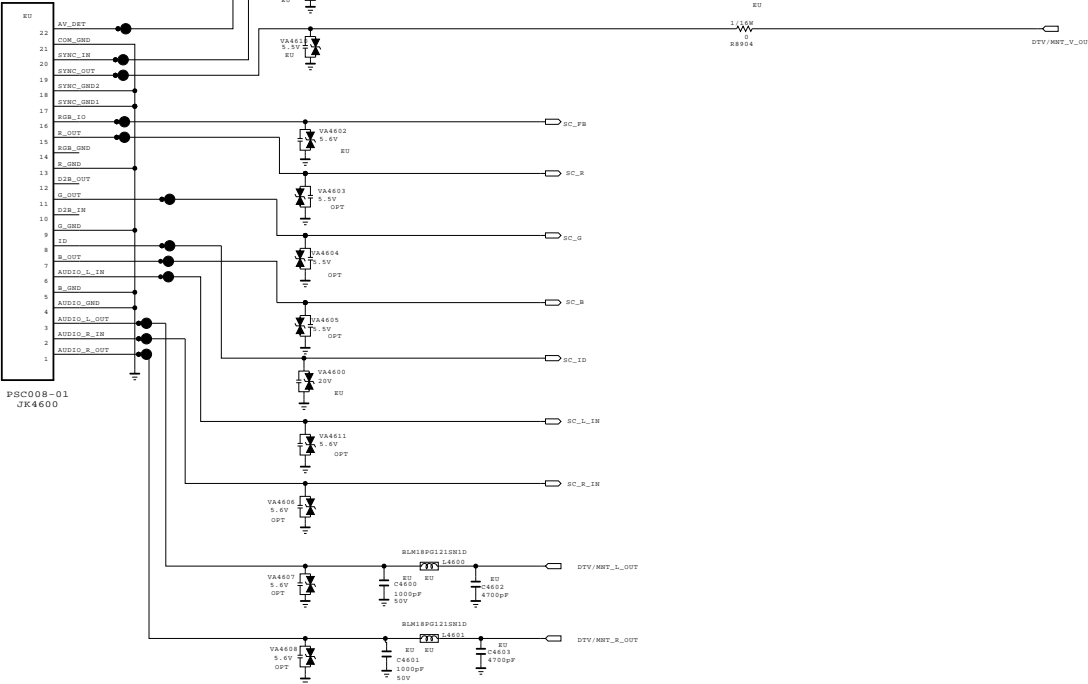 EU
EU
EU
AV_DET
22
COM_GND
21
SYNC_IN
20
SYNC_OUT
19
SYNC_GND2
18
SYNC_GND1
17
RGB_IO
16
R_OUT
15
RGB_GND
14
R_GND
13
D2B_OUT
12
G_OUT
11
D2B_IN
10
G_GND
9
ID
8
B_OUT
7
AUDIO_L_IN
6
B_GND
5
AUDIO_GND
4
AUDIO_L_OUT
3
AUDIO_R_IN
2
AUDIO_R_OUT
1
PSC008-01
JK4600
5.5V
EU
1/16W
0
R8904
DTV/MNT_V_OU
VA4602
5.6V
EU
SC_FB
VA4603
5.5V
OPT
SC_R
VA4604
5.5V
OPT
SC_G
VA4605
5.5V
OPT
SC_B
VA4600
20V
EU
SC_ID
VA4611
5.6V
OPT
SC_L_IN
VA4606
5.6V
OPT
SC_R_IN
BLM18PG121SN1D
L4600
VA4607
5.6V
OPT
EU
C4600
1000pF
50V
EU
EU
C4602
4700pF
DTV/MNT_L_OUT
BLM18PG121SN1D
L4601
VA4608
5.6V
OPT
EU
C4601
1000pF
50V
EU
EU
C4603
4700pF
DTV/MNT_R_OUT